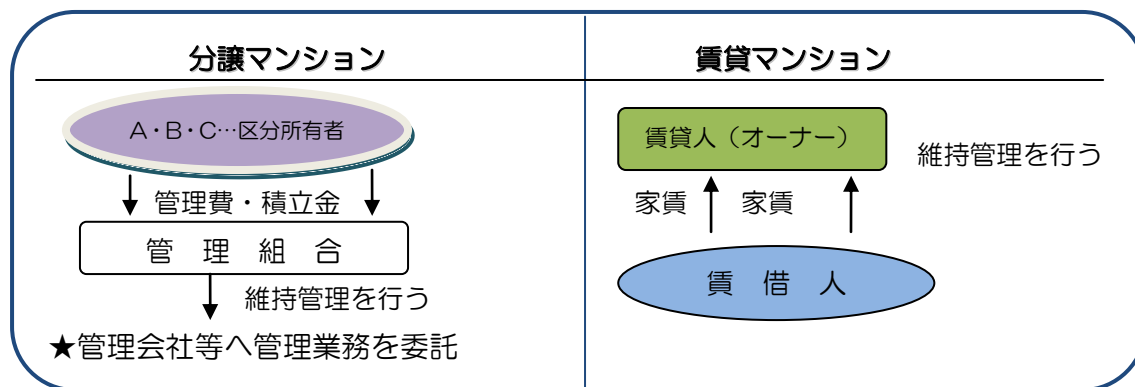 分譲マンション
A・B・C…区分所有者
管理費・積立金
管 理 組 合
維持管理を行う
★管理会社等へ管理業務を委託
賃貸マンション
賃貸人（オーナー）
維持管理を行う
家賃 家賃
賃 借 人